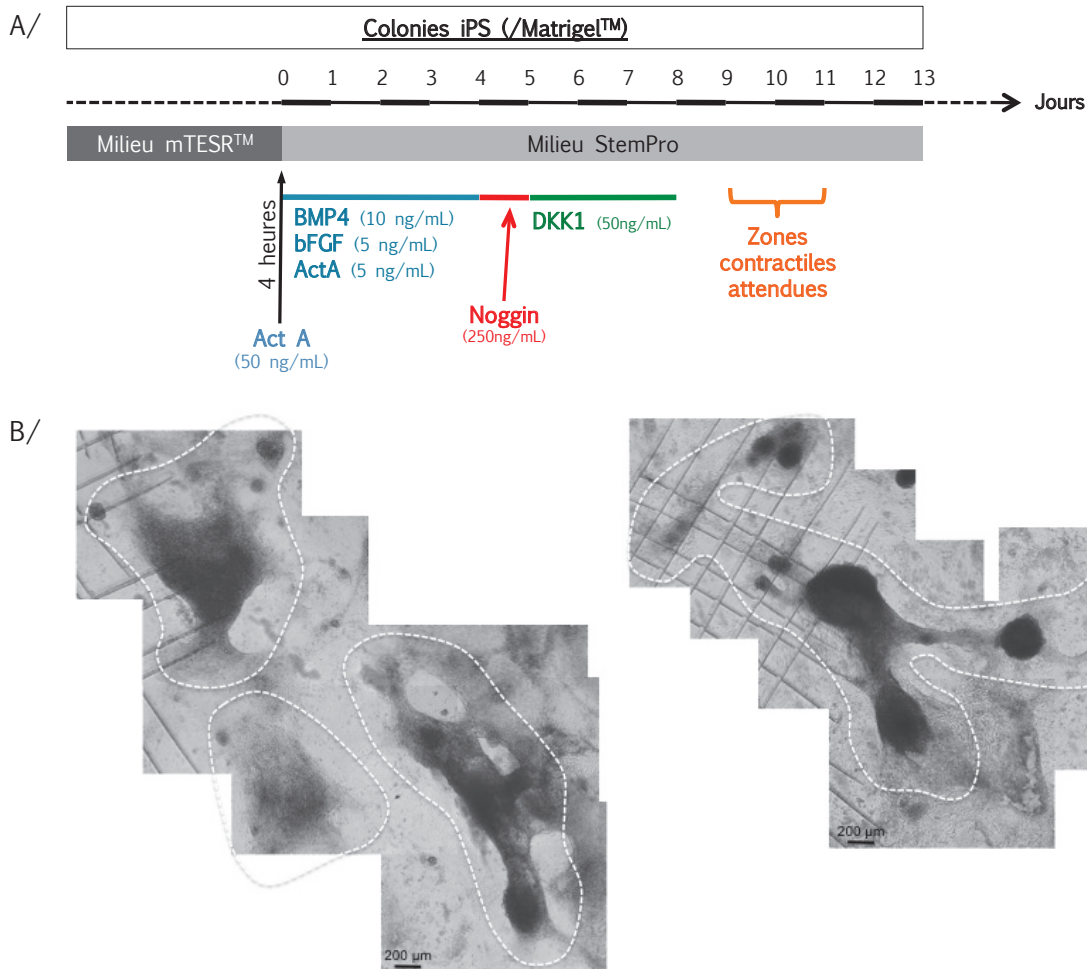 A/
Colonies iPS (/Matrigel™)
0 1 2 3 4 5 6 7 8 9 10 11 12 13
Jours
Milieu mTESR™ Milieu StemPro
4 heures
BMP4 (10 ng/mL)
bFGF (5 ng/mL)
ActA (5 ng/mL)
DKK1 (50ng/mL)
Zones
contractiles
attendues
Noggin
(250ng/mL)
Act A
(50 ng/mL)
B/
200 µm
200 µm